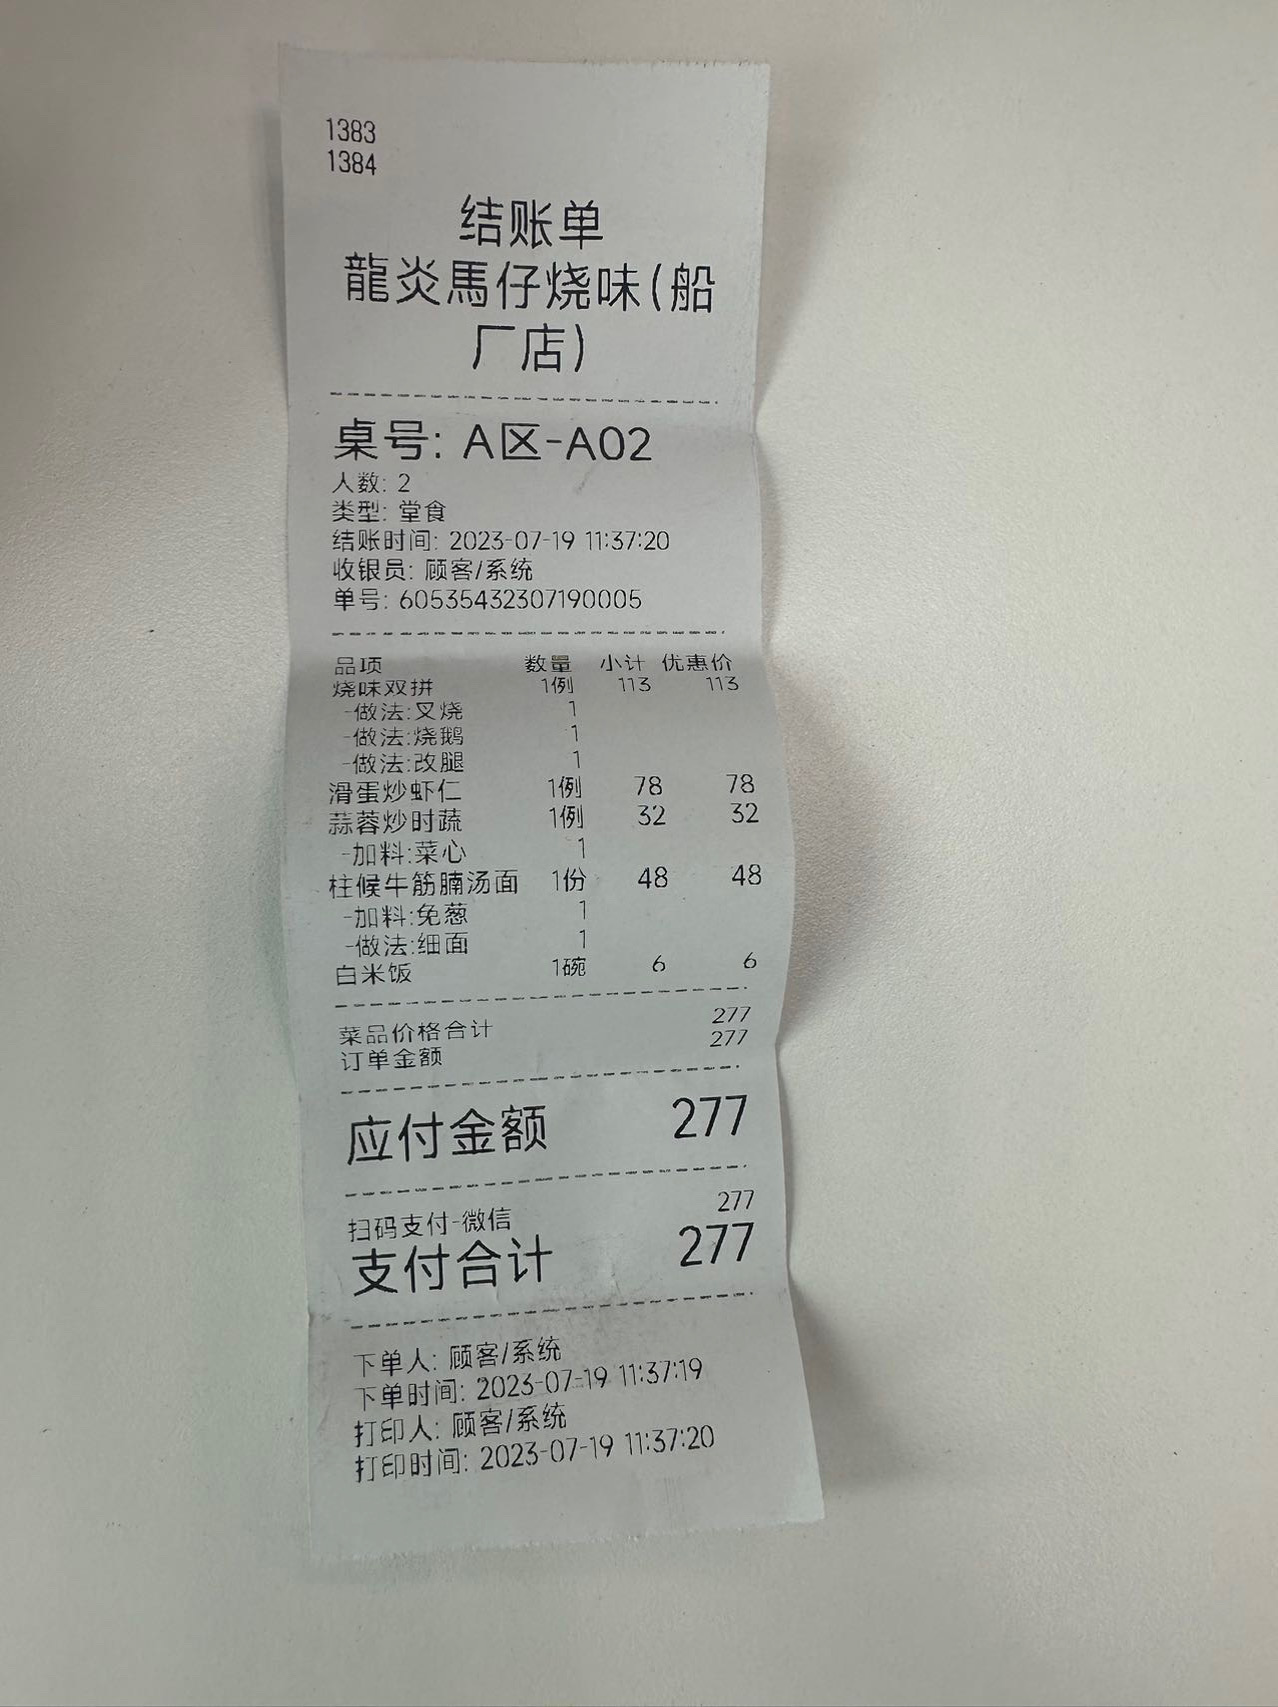 1383
1384
结账单
龍炎馬仔烧味(船
厂店)
桌号: A区-A02
人数: 2
类型: 堂食
结账时间: 2023-07-19 11:37:20
收银员: 顾客/系统
单号: 60535432307190005
品项 数量 小计 优惠价
烧味双拼 1例 113 113
-做法:叉烧 1
-做法:烧鹅 1
-做法:改腿 1
滑蛋炒虾仁 1例 78 78
蒜蓉炒时蔬 1例 32 32
-加料:菜心 1
柱候牛筋腩汤面 1份 48 48
-加料:免葱 1
-做法:细面 1
白米饭 1碗 6 6
菜品价格合计 277
订单金额 277
应付金额 277
扫码支付-微信 277
支付合计 277
下单人: 顾客/系统
下单时间: 2023-07-19 11:37:19
打印人: 顾客/系统
打印时间: 2023-07-19 11:37:20